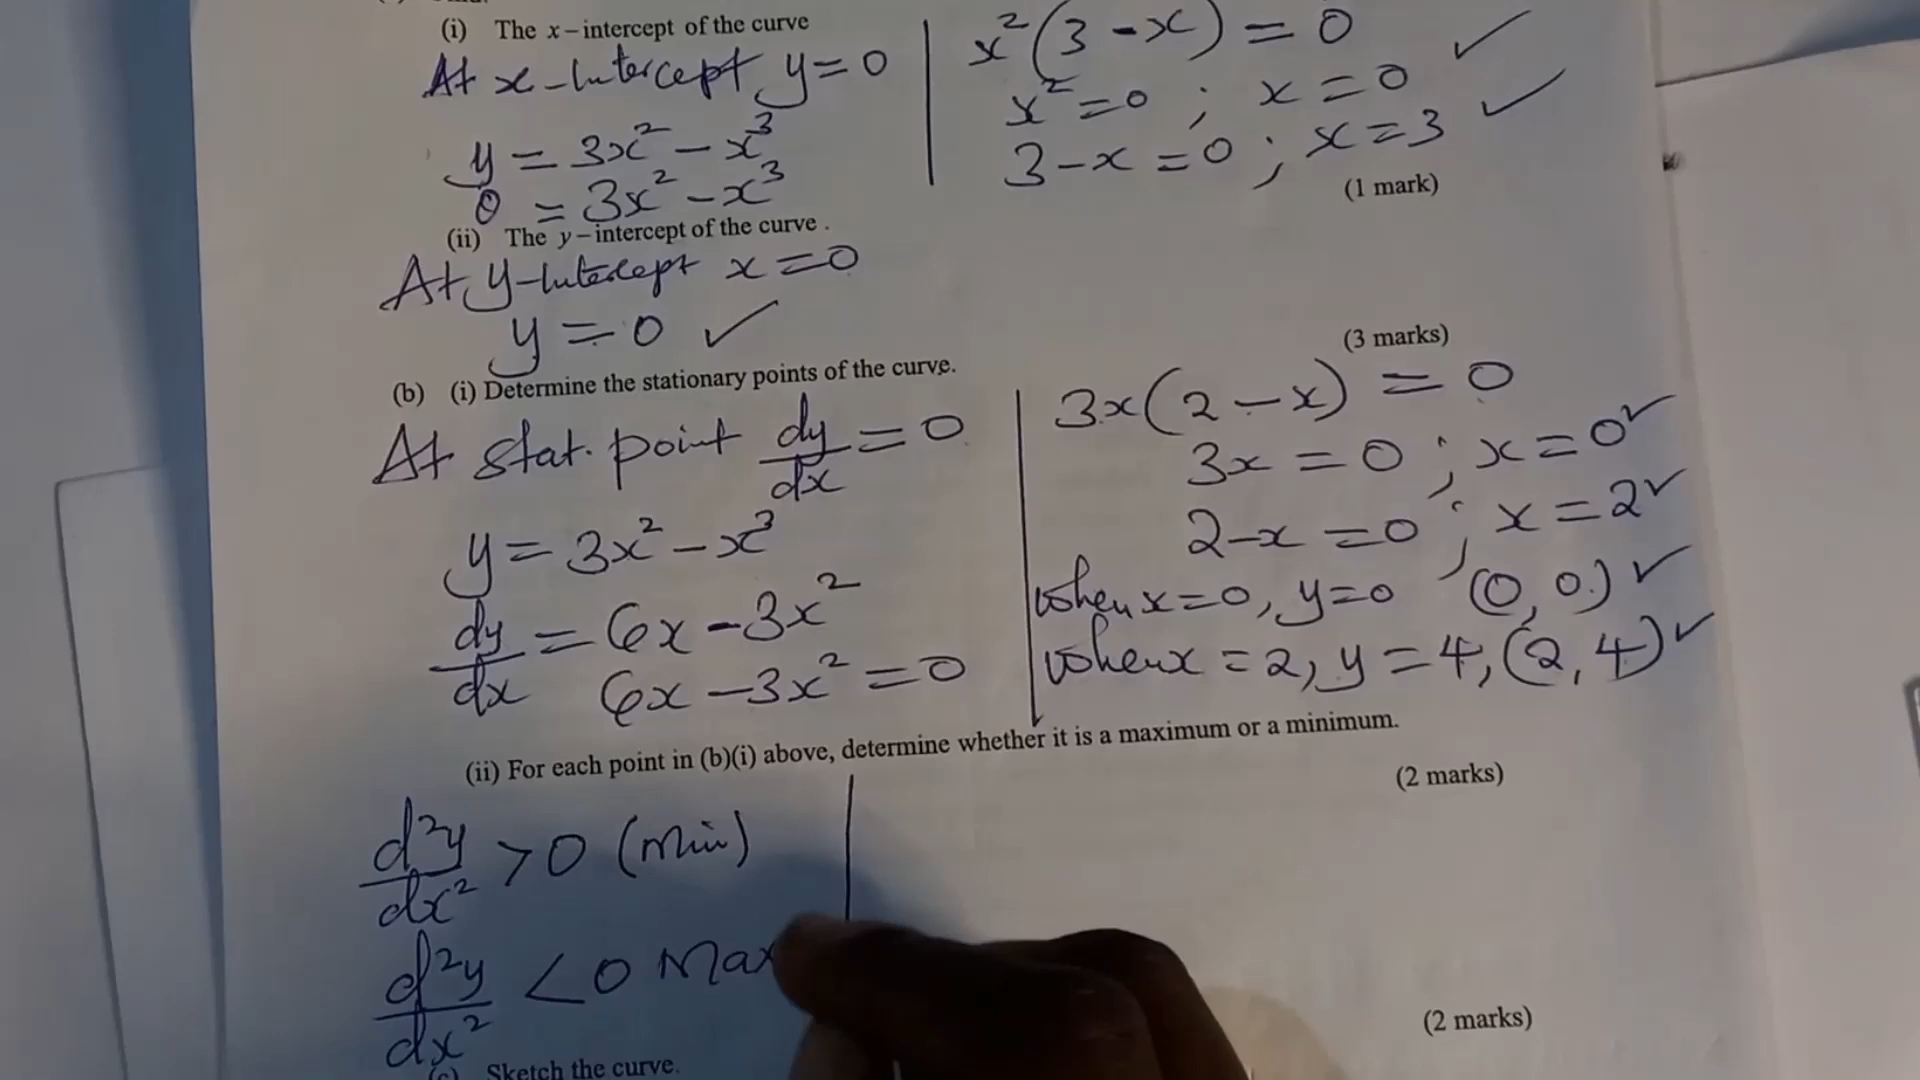 (i) The x-intercept of the curve
At x-Intercept y=0
y = 3x² - x³
0 = 3x² - x³
x²(3-x) = 0
x²=0 ; x=0 ✓
3-x=0 ; x=3 ✓
(1 mark)
(ii) The y-intercept of the curve .
At y-Intercept x=0
y=0 ✓
(3 marks)
(b) (i) Determine the stationary points of the curve.
At stat. point dy/dx=0
y=3x²-x³
dy/dx=6x-3x²
6x-3x²=0
3x(2-x) = 0
3x=0 ; x=0✓
2-x=0 ; x=2✓
when x=0, y=0 (0,0) ✓
when x=2, y=4, (2,4)✓
(ii) For each point in (b)(i) above, determine whether it is a maximum or a minimum.
(2 marks)
d²y/dx² >0 (Min)
d²y/dx² <0 Max
(2 marks)
(c) Sketch the curve.